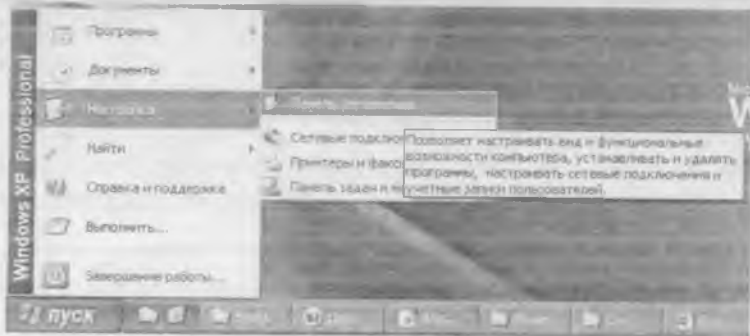 Windows XP Professional
Программы
Документы
Настройка
Найти
Справка и поддержка
Выполнить...
Завершение работы...
Панель управления
Сетевые подклю
Принтеры и факс
Панель задач и м
Позволяет настраивать вид и функциональные
возможности компьютера, устанавливать и удалять
программы, настраивать сетевые подключения и
учетные записи пользователей.
пуск